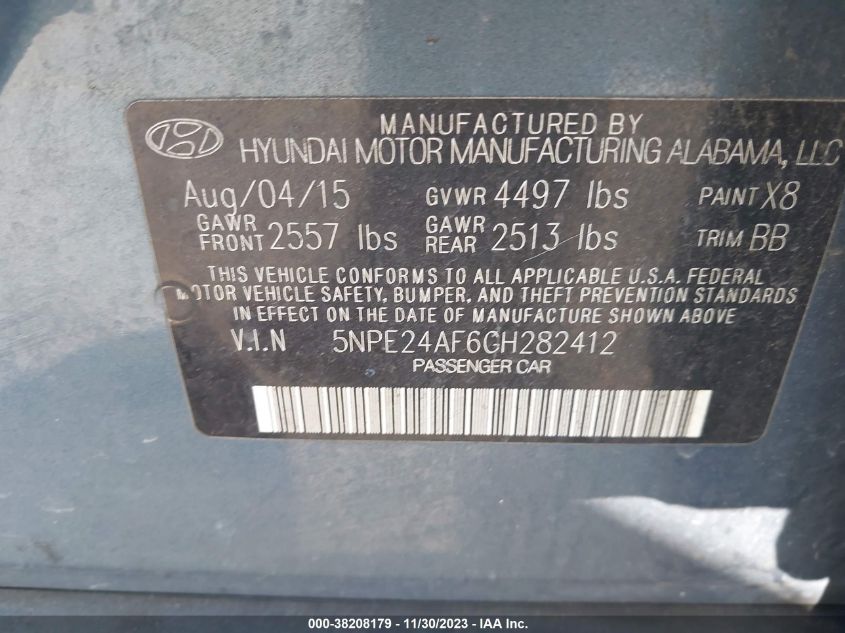 MANUFACTURED BY
HYUNDAI MOTOR MANUFACTURING ALABAMA, LLC
Aug/04/15 GVWR 4497 lbs PAINT X8
GAWR FRONT 2557 lbs GAWR REAR 2513 lbs TRIM BB
THIS VEHICLE CONFORMS TO ALL APPLICABLE U.S.A. FEDERAL
MOTOR VEHICLE SAFETY, BUMPER, AND THEFT PREVENTION STANDARDS
IN EFFECT ON THE DATE OF MANUFACTURE SHOWN ABOVE.
V.I.N 5NPE24AF6GH282412
PASSENGER CAR
000-38208179 - 11/30/2023 - IAA Inc.